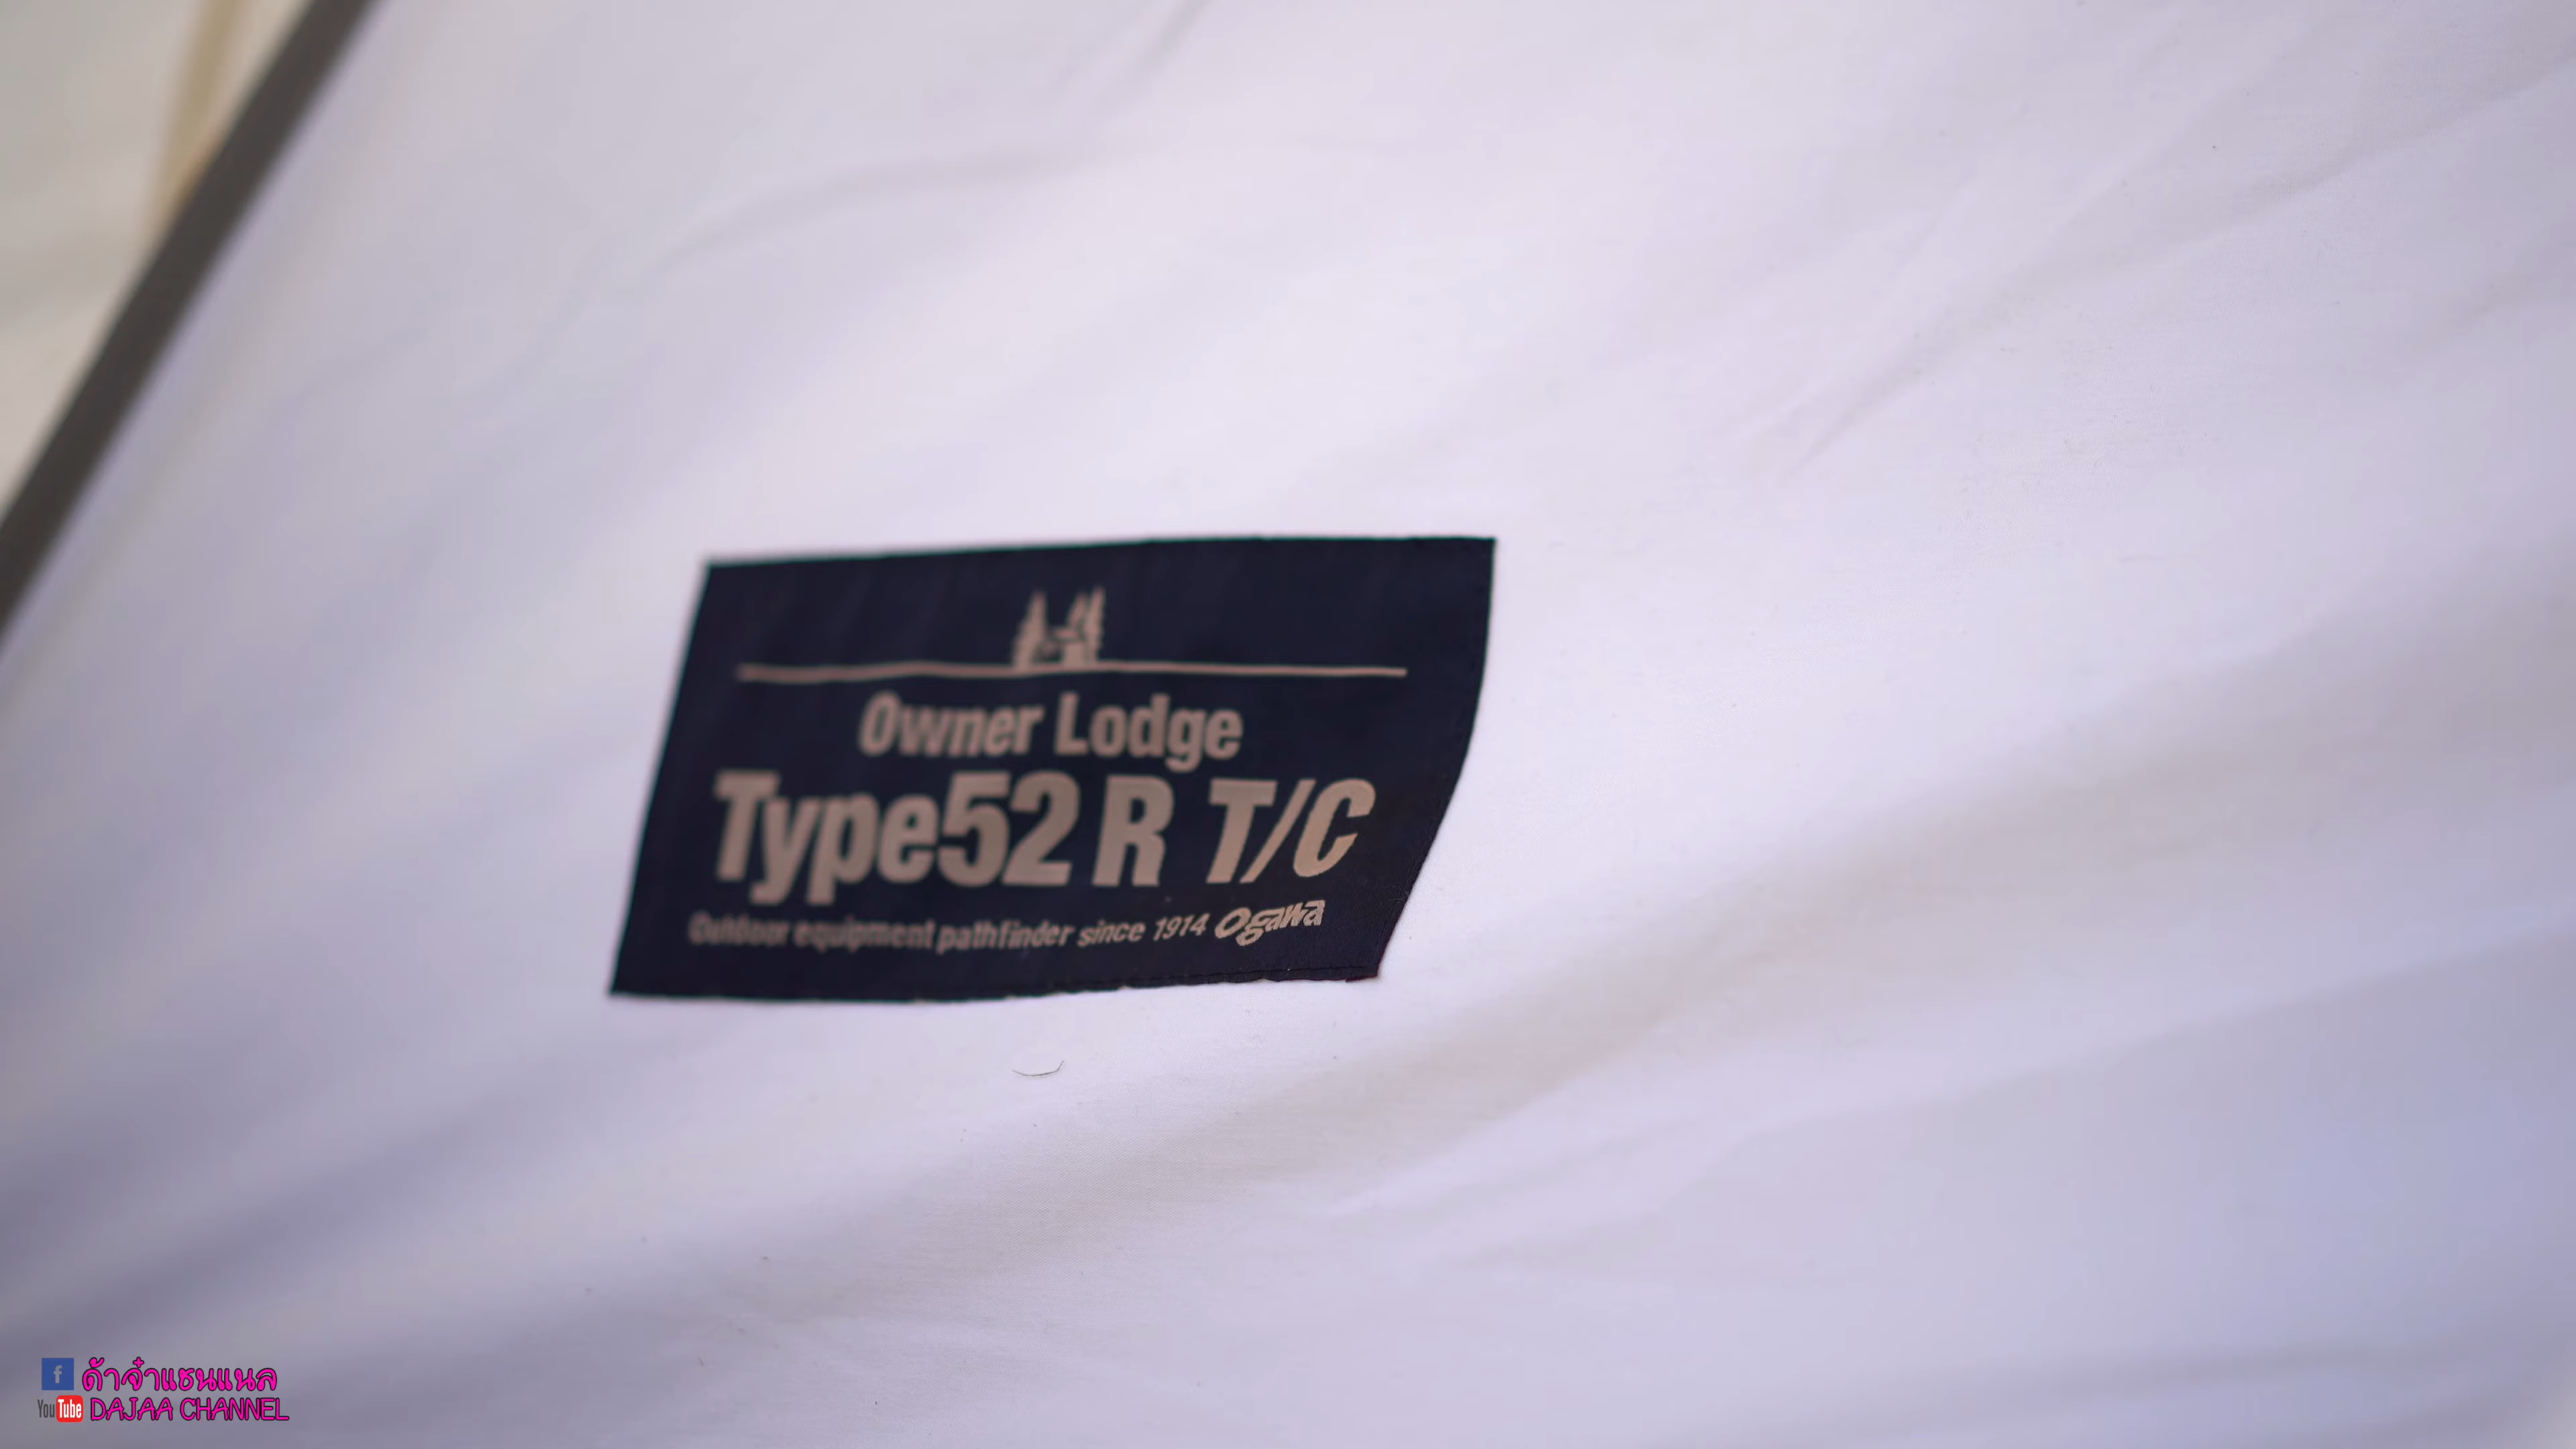 Owner Lodge
Type52 R T/C
Outdoor equipment pathfinder since 1914 ogawa
f ด้าจ๋าแชนแนล
YouTube DAJAA CHANNEL